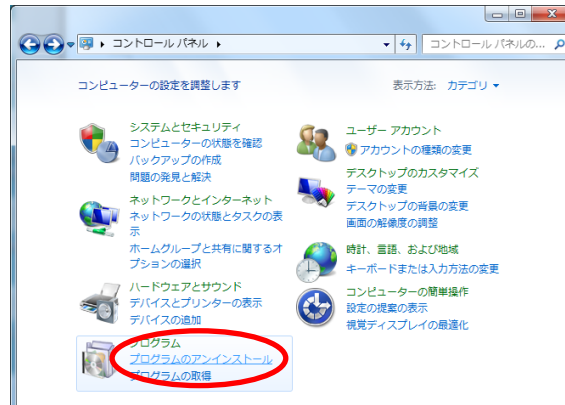 コントロール パネル
コントロール パネルの...
コンピューターの設定を調整します
表示方法: カテゴリ
システムとセキュリティ
コンピューターの状態を確認
バックアップの作成
問題の発見と解決
ネットワークとインターネット
ネットワークの状態とタスクの表
示
ホームグループと共有に関するオ
プションの選択
ハードウェアとサウンド
デバイスとプリンターの表示
デバイスの追加
プログラム
プログラムのアンインストール
プログラムの取得
ユーザー アカウント
アカウントの種類の変更
デスクトップのカスタマイズ
テーマの変更
デスクトップの背景の変更
画面の解像度の調整
時計、言語、および地域
キーボードまたは入力方法の変更
コンピューターの簡単操作
設定の提案の表示
視覚ディスプレイの最適化